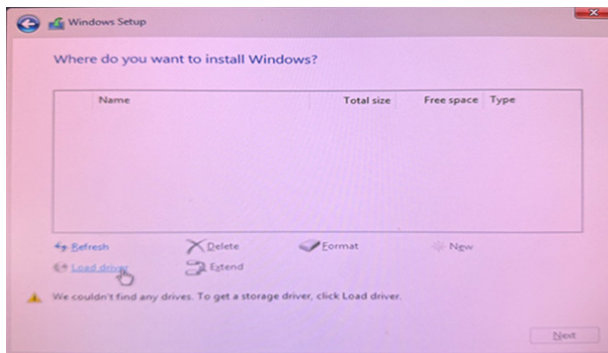 Windows Setup
Where do you want to install Windows?
Name Total size Free space Type
Refresh Delete Format New
Load driver Extend
We couldn't find any drives. To get a storage driver, click Load driver.
Next